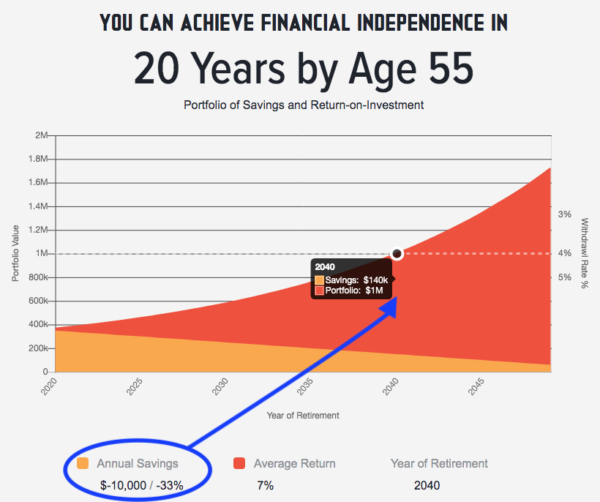 YOU CAN ACHIEVE FINANCIAL INDEPENDENCE IN
20 Years by Age 55
Portfolio of Savings and Return-on-Investment
2M
1.8M
1.6M
1.4M
1.2M
1M
800k
600k
400k
200k
0
Portfolio Value
3%
4%
5%
Withdrawl Rate %
2040
Savings: $140k
Portfolio: $1M
2020
2025
2030
2035
2040
2045
Year of Retirement
Annual Savings
$-10,000 / -33%
Average Return
7%
Year of Retirement
2040